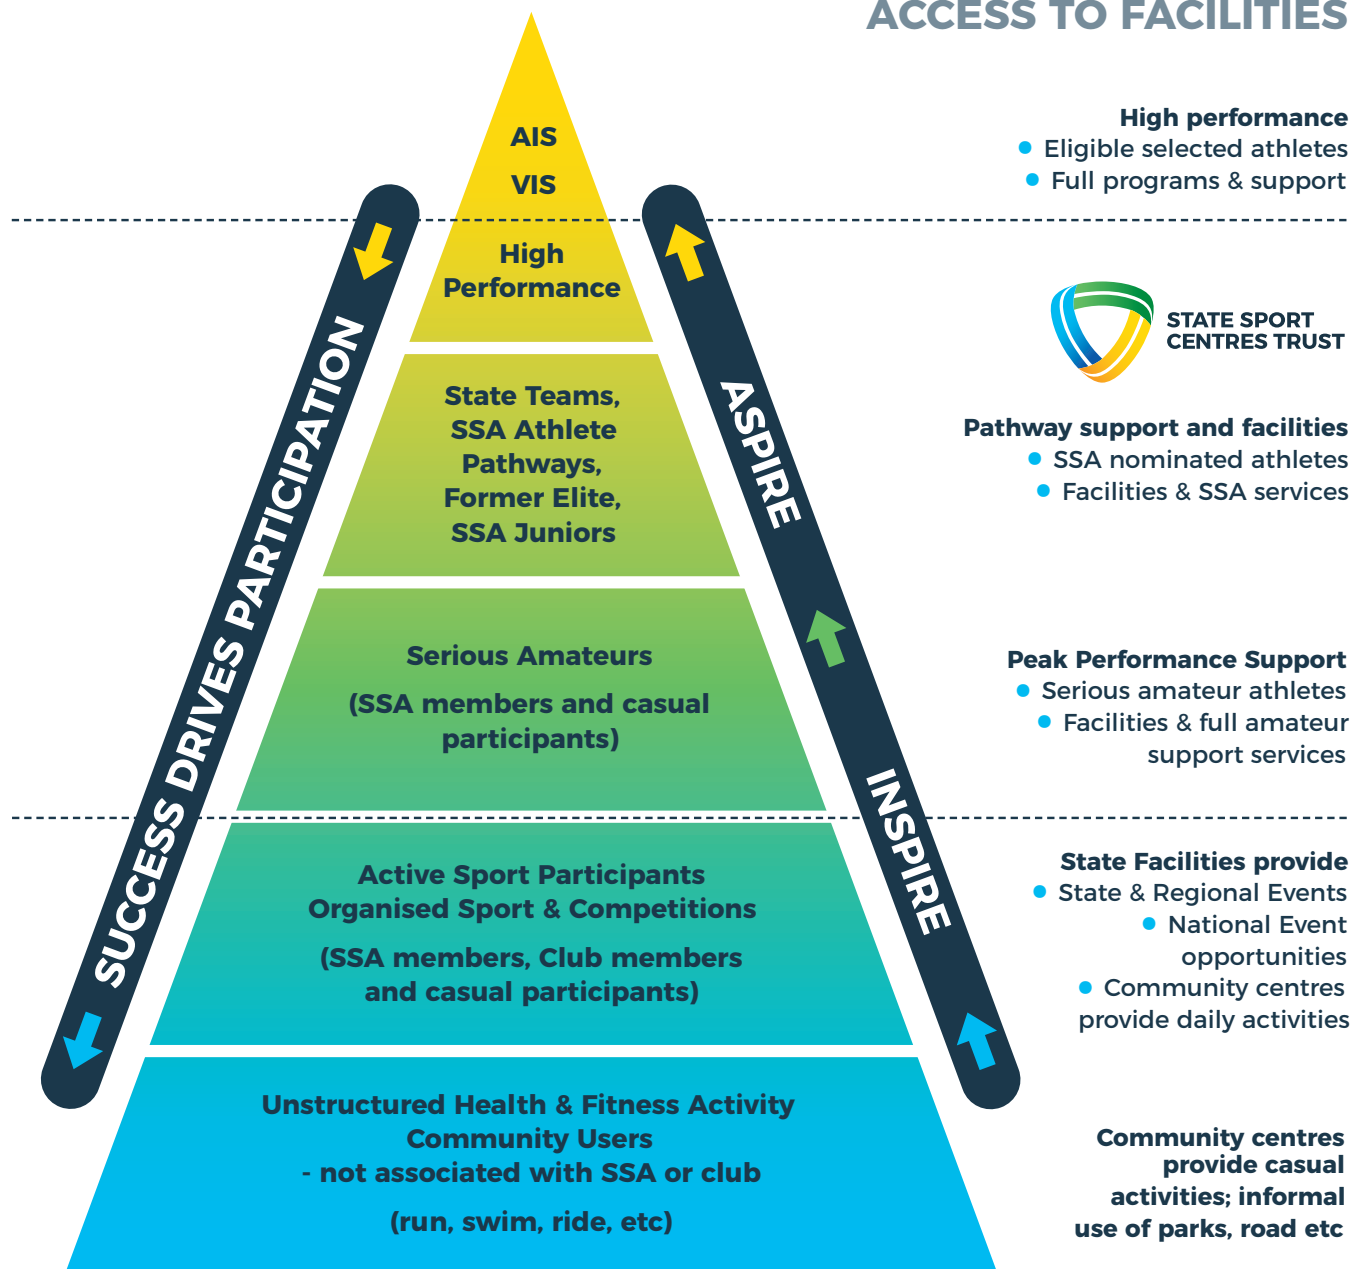 ACCESS TO FACILITIES
AIS
VIS
High
Performance
State Teams,
SSA Athlete
Pathways,
Former Elite,
SSA Juniors
Serious Amateurs
(SSA members and casual
participants)
Active Sport Participants
Organised Sport & Competitions
(SSA members, Club members
and casual participants)
Unstructured Health & Fitness Activity
Community Users
- not associated with SSA or club
(run, swim, ride, etc)
SUCCESS DRIVES PARTICIPATION
ASPIRE
INSPIRE
High performance
• Eligible selected athletes
• Full programs & support
STATE SPORT
CENTRES TRUST
Pathway support and facilities
• SSA nominated athletes
• Facilities & SSA services
Peak Performance Support
• Serious amateur athletes
• Facilities & full amateur
support services
State Facilities provide
• State & Regional Events
• National Event
opportunities
• Community centres
provide daily activities
Community centres
provide casual
activities; informal
use of parks, road etc